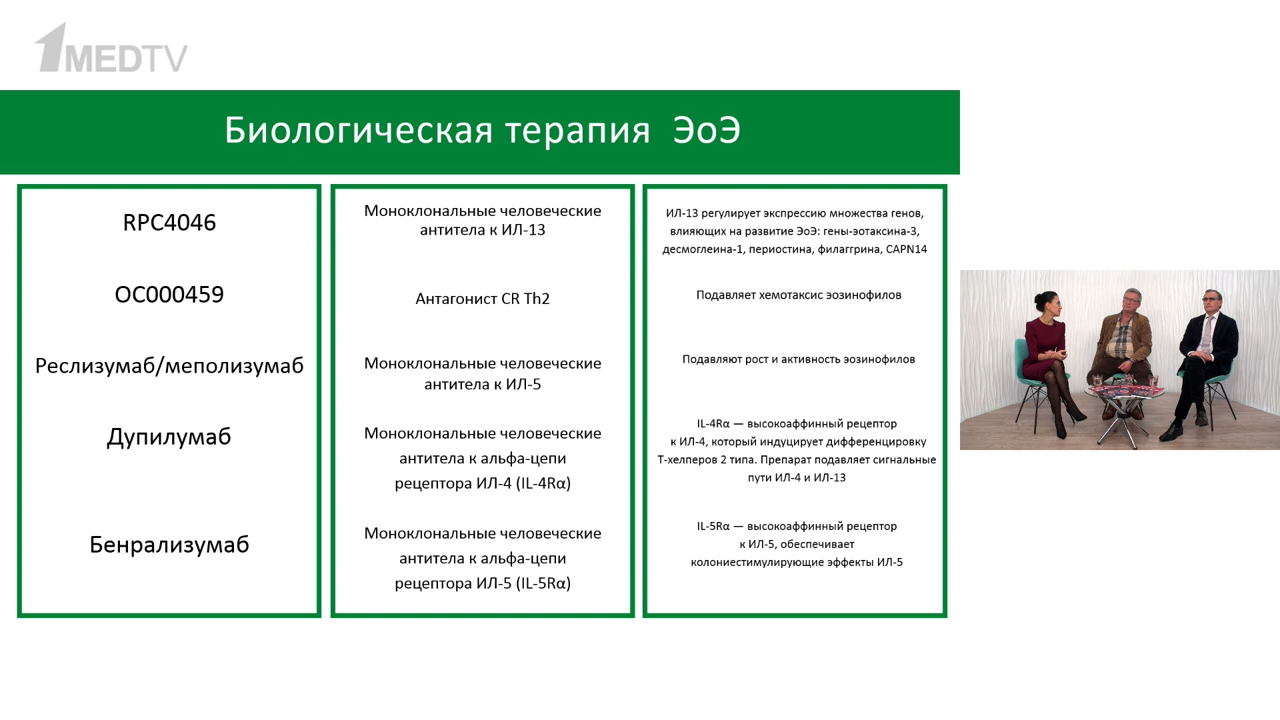 1MEDTV
Биологическая терапия ЭоЭ
RPC4046
OC000459
Реслизумаб/меполизумаб
Дупилумаб
Бенрализумаб
Моноклональные человеческие
антитела к ИЛ-13
Антагонист CR Th2
Моноклональные человеческие
антитела к ИЛ-5
Моноклональные человеческие
антитела к альфа-цепи
рецептора ИЛ-4 (IL-4Rα)
Моноклональные человеческие
антитела к альфа-цепи
рецептора ИЛ-5 (IL-5Rα)
ИЛ-13 регулирует экспрессию множества генов,
влияющих на развитие ЭоЭ: гены-эотаксина-3,
десмоглеина-1, периостина, филаггрина, CAPN14
Подавляет хемотаксис эозинофилов
Подавляют рост и активность эозинофилов
IL-4Rα — высокоаффинный рецептор
к ИЛ-4, который индуцирует дифференцировку
Т-хелперов 2 типа. Препарат подавляет сигнальные
пути ИЛ-4 и ИЛ-13
IL-5Rα — высокоаффинный рецептор
к ИЛ-5, обеспечивает
колониестимулирующие эффекты ИЛ-5